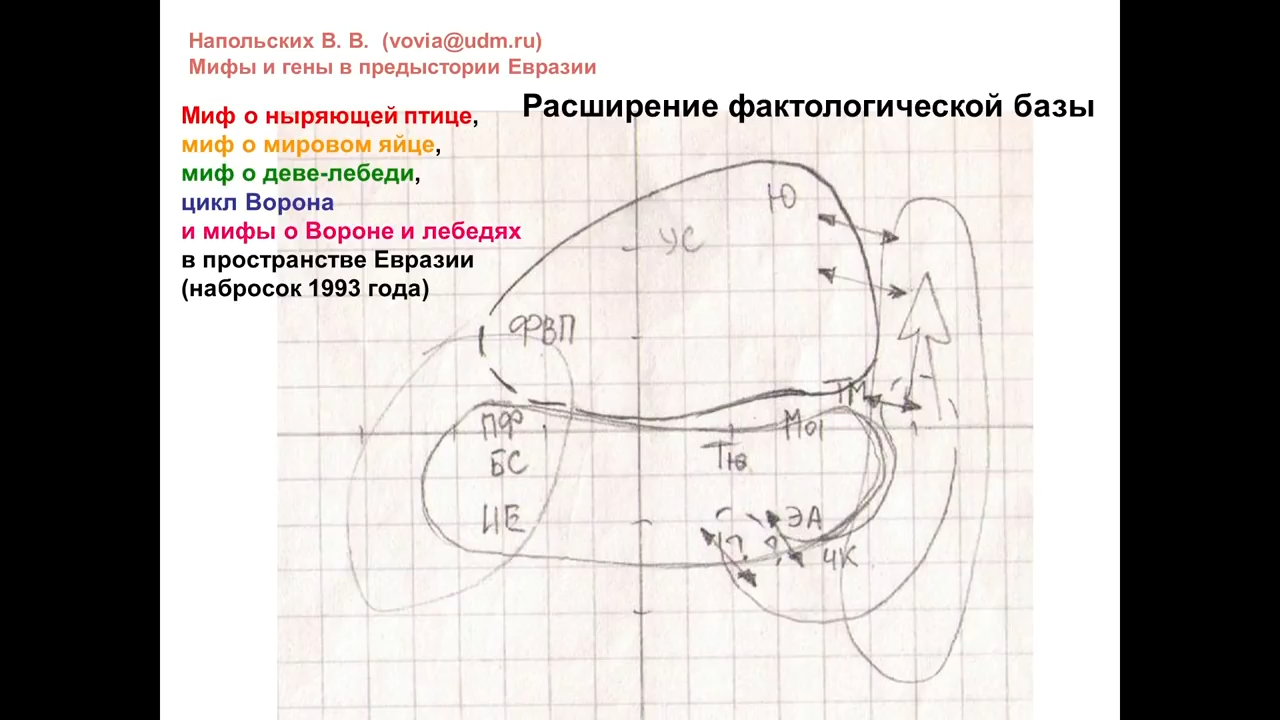 Напольских В. В. (vovia@udm.ru)
Мифы и гены в предыстории Евразии
Расширение фактологической базы
Миф о ныряющей птице,
миф о мировом яйце,
миф о деве-лебеди,
цикл Ворона
и мифы о Вороне и лебедях
в пространстве Евразии
(набросок 1993 года)
Ю
УС
ФВП
ТМ
ПФ
Мо
БС
Тю
ИЕ
ЭА
? ?
ЧК